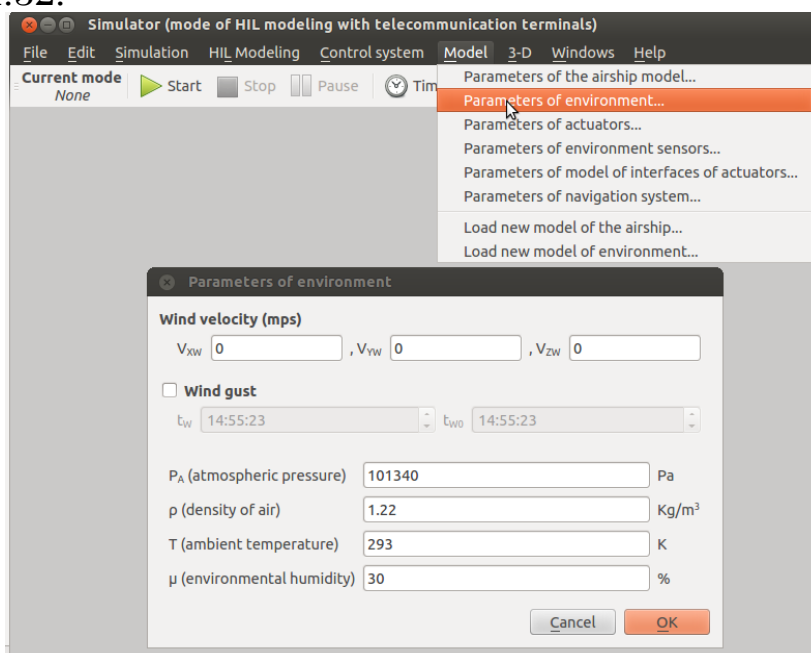 Simulator (mode of HIL modeling with telecommunication terminals)
File Edit Simulation HIL Modeling Control system Model 3-D Windows Help
Current mode
None
Start Stop Pause Tim
Parameters of the airship model...
Parameters of environment...
Parameters of actuators...
Parameters of environment sensors...
Parameters of model of interfaces of actuators...
Parameters of navigation system...
Load new model of the airship...
Load new model of environment...
Parameters of environment
Wind velocity (mps)
VXW 0 , VYW 0 , VZW 0
Wind gust
tW 14:55:23 tW0 14:55:23
PA (atmospheric pressure) 101340 Pa
ρ (density of air) 1.22 Kg/m³
T (ambient temperature) 293 K
μ (environmental humidity) 30 %
Cancel OK